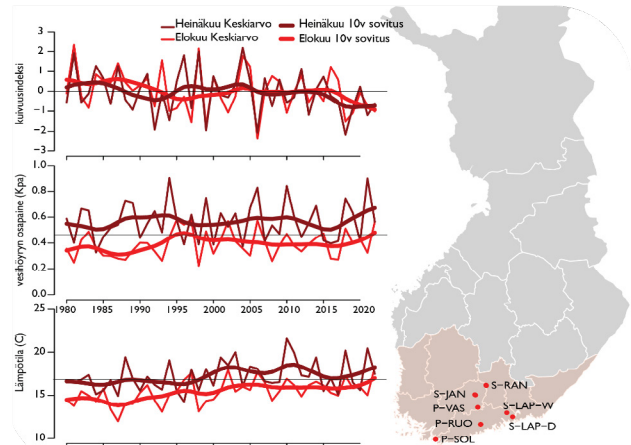 Heinäkuu Keskiarvo Heinäkuu 10v sovitus
Elokuu Keskiarvo Elokuu 10v sovitus
kuivuusindeksi
3
2
1
0
−1
−2
−3
vesihöyryn osapaine (Kpa)
1.0
0.8
0.6
0.4
0.2
0.0
1980 1985 1990 1995 2000 2005 2010 2015 2020
Lämpötila (C)
25
20
15
10
S−RAN
S−JAN
P−VAS
S−LAP−W
P−RUO
S−LAP−D
P−SOL